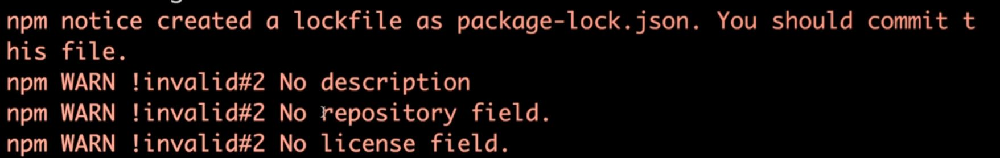 npm notice created a lockfile as package-lock.json. You should commit t
his file.
npm WARN !invalid#2 No description
npm WARN !invalid#2 No repository field.
npm WARN !invalid#2 No license field.